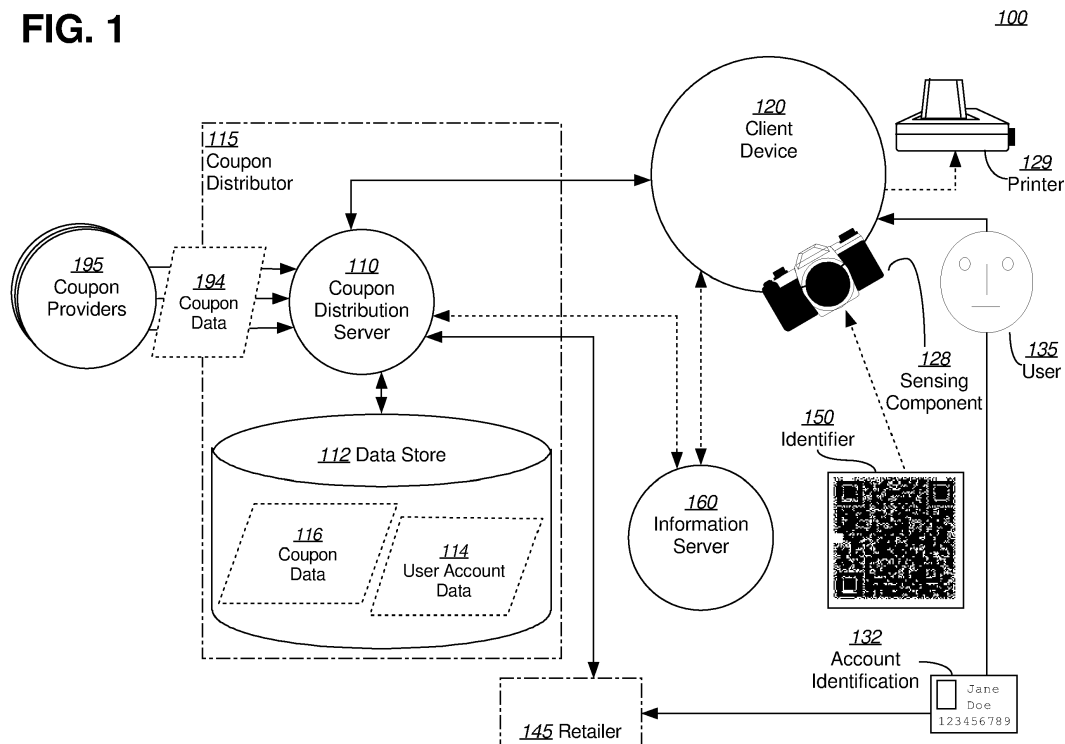 FIG. 1
100
120
Client
Device
129
Printer
115
Coupon
Distributor
195
Coupon
Providers
194
Coupon
Data
110
Coupon
Distribution
Server
128
Sensing
Component
135
User
150
Identifier
112 Data Store
116
Coupon
Data
114
User Account
Data
160
Information
Server
132
Account
Identification
Jane
Doe
123456789
145 Retailer